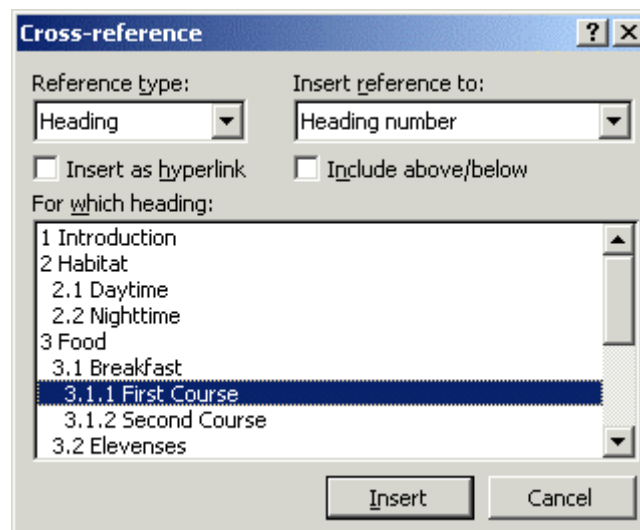 Cross-reference
Reference type:
Insert reference to:
Heading
Heading number
Insert as hyperlink
Include above/below
For which heading:
1 Introduction
2 Habitat
2.1 Daytime
2.2 Nighttime
3 Food
3.1 Breakfast
3.1.1 First Course
3.1.2 Second Course
3.2 Elevenses
Insert
Cancel